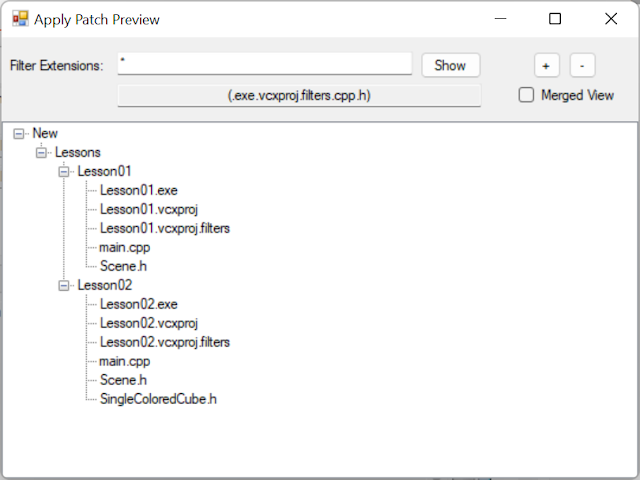 Apply Patch Preview
Filter Extensions: * Show + -
(.exe.vcxproj.filters.cpp.h) Merged View
New
Lessons
Lesson01
Lesson01.exe
Lesson01.vcxproj
Lesson01.vcxproj.filters
main.cpp
Scene.h
Lesson02
Lesson02.exe
Lesson02.vcxproj
Lesson02.vcxproj.filters
main.cpp
Scene.h
SingleColoredCube.h